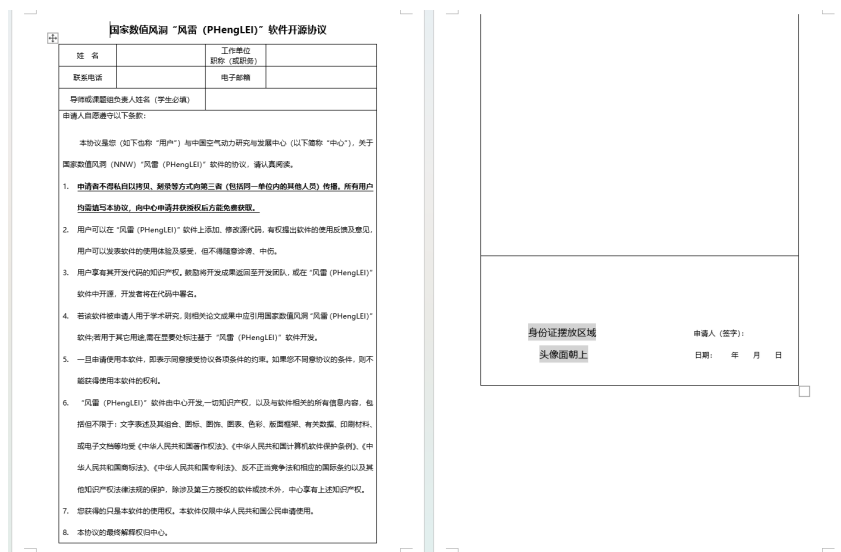 国家数值风洞“风雷（PHengLEI）”软件开源协议
姓 名
工作单位
职称（或职务）
联系电话
电子邮箱
导师或课题组负责人姓名（学生必填）
申请人自愿遵守以下条款：
本协议是您（如下也称“用户”）与中国空气动力研究与发展中心（以下简称“中心”），关于
国家数值风洞（NNW）“风雷（PHengLEI）”软件的协议，请认真阅读。
1. 申请者不得私自以拷贝、刻录等方式向第三者（包括同一单位内的其他人员）传播。所有用户
均需填写本协议，向中心申请并获授权后方能免费获取。
2. 用户可以在“风雷（PHengLEI）”软件上添加、修改源代码，有权提出软件的使用反馈及意见，
用户可以发表软件的使用体验及感受，但不得随意诽谤、中伤。
3. 用户享有其开发代码的知识产权。鼓励将开发成果返回至开发团队，或在“风雷（PHengLEI）”
软件中开源，开发者将在代码中署名。
4. 若该软件被申请人用于学术研究，则相关论文成果中应引用国家数值风洞“风雷（PHengLEI）”
软件;若用于其它用途,需在显要处标注基于“风雷（PHengLEI）”软件开发。
5. 一旦申请使用本软件，即表示同意接受协议各项条件的约束。如果您不同意协议的条件，则不
能获得使用本软件的权利。
6. “风雷（PHengLEI）”软件由中心开发,一切知识产权，以及与软件相关的所有信息内容，包
括但不限于：文字表述及其组合、图标、图饰、图表、色彩、版面框架、有关数据、印刷材料、
或电子文档等均受《中华人民共和国著作权法》、《中华人民共和国计算机软件保护条例》、《中
华人民共和国商标法》、《中华人民共和国专利法》、反不正当竞争法和相应的国际条约以及其
他知识产权法律法规的保护，除涉及第三方授权的软件或技术外，中心享有上述知识产权。
7. 您获得的只是本软件的使用权。本软件仅限中华人民共和国公民申请使用。
8. 本协议的最终解释权归中心。
身份证摆放区域
头像面朝上
申请人（签字）：
日期： 年 月 日